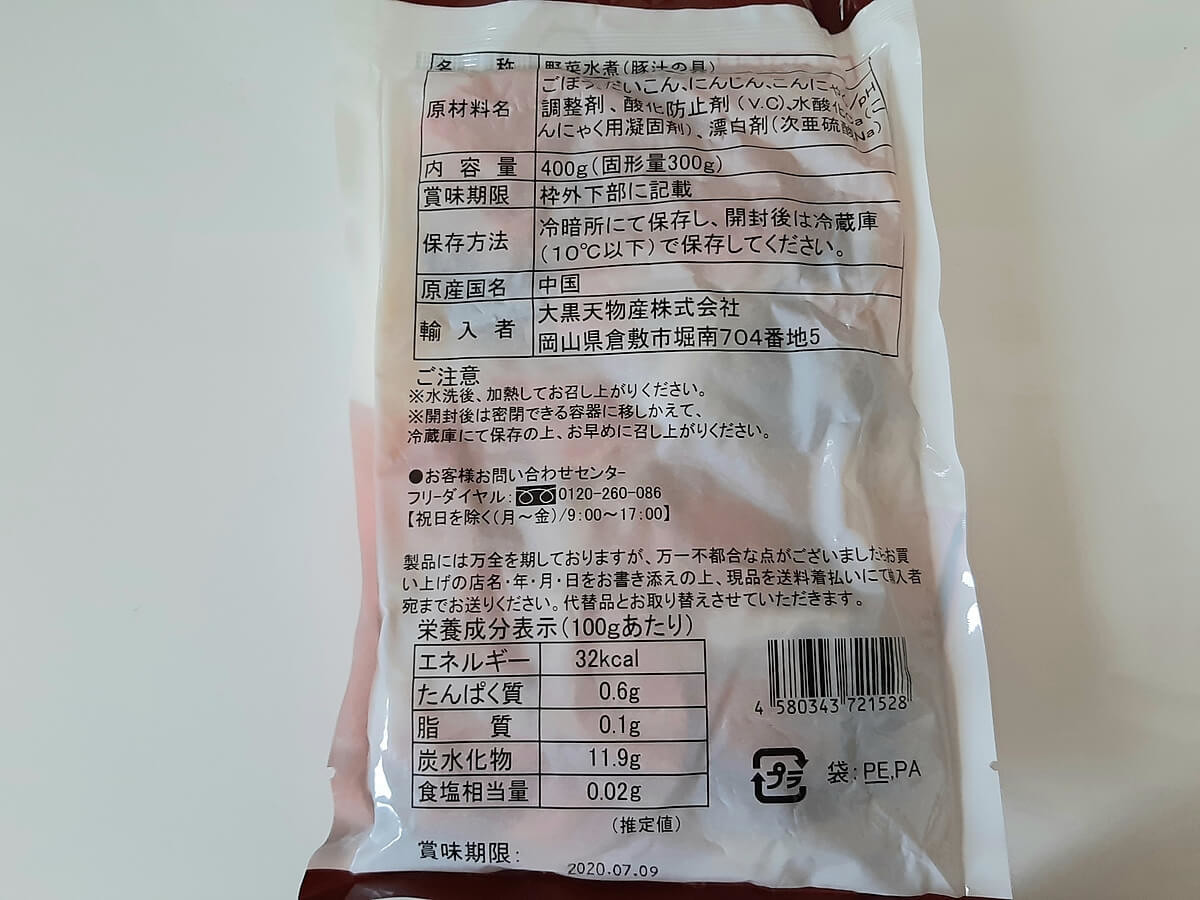 名 称 野菜水煮(豚汁の具)
原材料名 ごぼう、だいこん、にんじん、こんにゃく/pH
調整剤、酸化防止剤(V.C)、水酸化Ca(こ
んにゃく用凝固剤)、漂白剤(次亜硫酸Na)
内容量 400g(固形量300g)
賞味期限 枠外下部に記載
保存方法 冷暗所にて保存し、開封後は冷蔵庫
(10℃以下)で保存してください。
原産国名 中国
輸入者 大黒天物産株式会社
岡山県倉敷市堀南704番地5
ご注意
※水洗後、加熱してお召し上がりください。
※開封後は密閉できる容器に移しかえて、
冷蔵庫にて保存の上、お早めに召し上がりください。
●お客様お問い合わせセンター
フリーダイヤル:0120-260-086
【祝日を除く(月～金)/9:00～17:00】
製品には万全を期しておりますが、万一不都合な点がございましたらお買
い上げの店名・年・月・日をお書き添えの上、現品を送料着払いにて輸入者
宛までお送りください。代替品とお取り替えさせていただきます。
栄養成分表示(100gあたり)
エネルギー 32kcal
たんぱく質 0.6g
脂質 0.1g
炭水化物 11.9g
食塩相当量 0.02g
(推定値)
4 580343 721528
プラ 袋:PE,PA
賞味期限: 2020.07.09